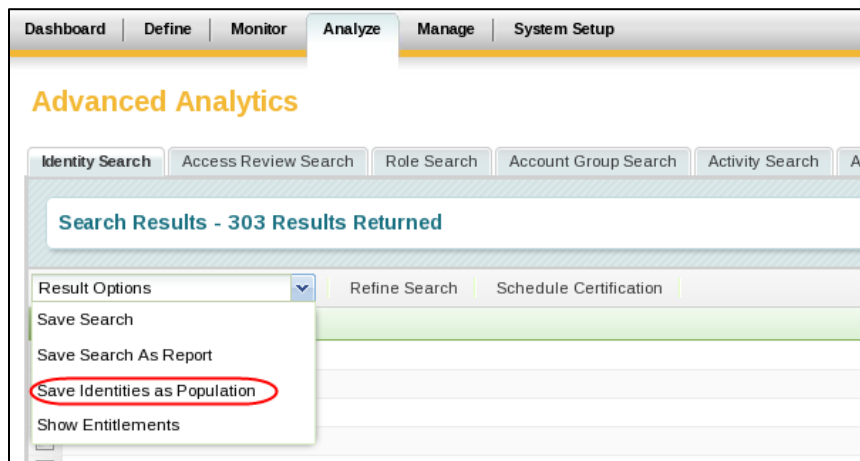 Dashboard Define Monitor Analyze Manage System Setup
Advanced Analytics
Identity Search Access Review Search Role Search Account Group Search Activity Search A
Search Results - 303 Results Returned
Result Options Refine Search Schedule Certification
Save Search
Save Search As Report
Save Identities as Population
Show Entitlements